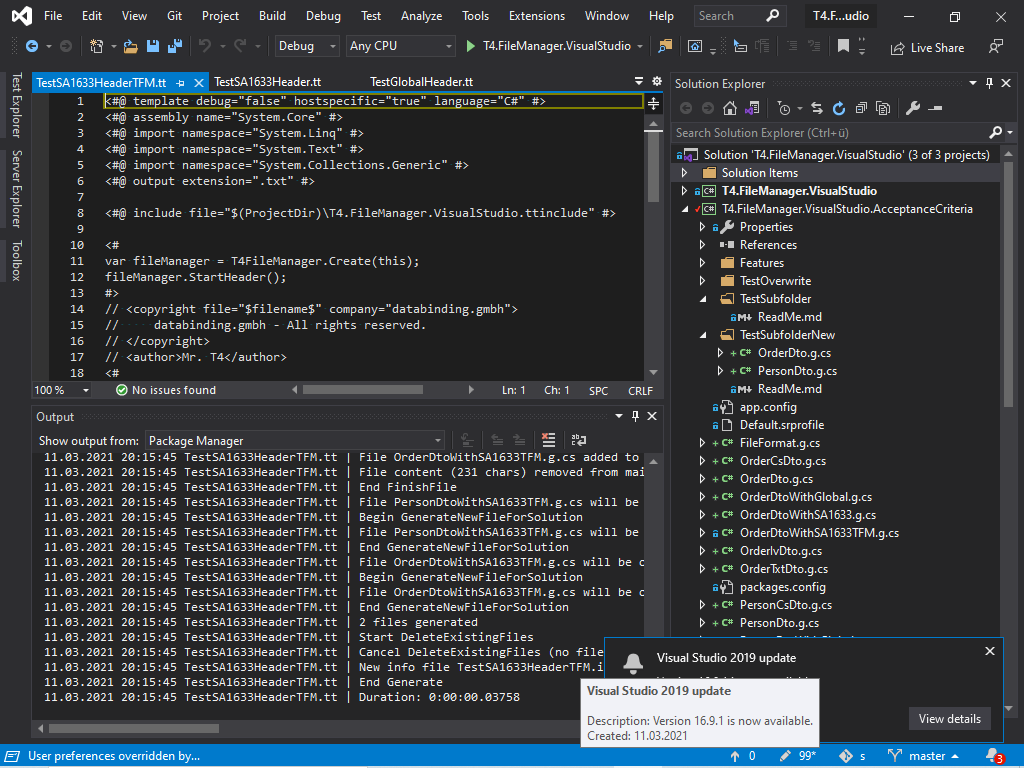 File Edit View Git Project Build Debug Test Analyze Tools Extensions Window Help Search T4.F...udio
Debug Any CPU T4.FileManager.VisualStudio Live Share
Test Explorer
Server Explorer
Toolbox
TestSA1633HeaderTFM.tt TestSA1633Header.tt TestGlobalHeader.tt
1 <#@ template debug="false" hostspecific="true" language="C#" #>
2 <#@ assembly name="System.Core" #>
3 <#@ import namespace="System.Linq" #>
4 <#@ import namespace="System.Text" #>
5 <#@ import namespace="System.Collections.Generic" #>
6 <#@ output extension=".txt" #>
7
8 <#@ include file="$(ProjectDir)\T4.FileManager.VisualStudio.ttinclude" #>
9
10 <#
11 var fileManager = T4FileManager.Create(this);
12 fileManager.StartHeader();
13 #>
14 // <copyright file="$filename$" company="databinding.gmbh">
15 //     databinding.gmbh - All rights reserved.
16 // </copyright>
17 // <author>Mr. T4</author>
18 <#
100 % No issues found Ln: 1 Ch: 1 SPC CRLF
Output
Show output from: Package Manager
11.03.2021 20:15:45 TestSA1633HeaderTFM.tt | File OrderDtoWithSA1633TFM.g.cs added to
11.03.2021 20:15:45 TestSA1633HeaderTFM.tt | File content (231 chars) removed from mai
11.03.2021 20:15:45 TestSA1633HeaderTFM.tt | End FinishFile
11.03.2021 20:15:45 TestSA1633HeaderTFM.tt | File PersonDtoWithSA1633TFM.g.cs will be
11.03.2021 20:15:45 TestSA1633HeaderTFM.tt | Begin GenerateNewFileForSolution
11.03.2021 20:15:45 TestSA1633HeaderTFM.tt | File PersonDtoWithSA1633TFM.g.cs will be
11.03.2021 20:15:45 TestSA1633HeaderTFM.tt | End GenerateNewFileForSolution
11.03.2021 20:15:45 TestSA1633HeaderTFM.tt | File OrderDtoWithSA1633TFM.g.cs will be c
11.03.2021 20:15:45 TestSA1633HeaderTFM.tt | Begin GenerateNewFileForSolution
11.03.2021 20:15:45 TestSA1633HeaderTFM.tt | File OrderDtoWithSA1633TFM.g.cs will be c
11.03.2021 20:15:45 TestSA1633HeaderTFM.tt | End GenerateNewFileForSolution
11.03.2021 20:15:45 TestSA1633HeaderTFM.tt | 2 files generated
11.03.2021 20:15:45 TestSA1633HeaderTFM.tt | Start DeleteExistingFiles
11.03.2021 20:15:45 TestSA1633HeaderTFM.tt | Cancel DeleteExistingFiles (no file
11.03.2021 20:15:45 TestSA1633HeaderTFM.tt | New info file TestSA1633HeaderTFM.i
11.03.2021 20:15:45 TestSA1633HeaderTFM.tt | End Generate
11.03.2021 20:15:45 TestSA1633HeaderTFM.tt | Duration: 0:00:00.03758
Solution Explorer
Search Solution Explorer (Ctrl+ü)
Solution 'T4.FileManager.VisualStudio' (3 of 3 projects)
Solution Items
C# T4.FileManager.VisualStudio
C# T4.FileManager.VisualStudio.AcceptanceCriteria
Properties
References
Features
TestOverwrite
TestSubfolder
M↓ ReadMe.md
TestSubfolderNew
+ C# OrderDto.g.cs
+ C# PersonDto.g.cs
M↓ ReadMe.md
app.config
Default.srprofile
+ C# FileFormat.g.cs
+ C# OrderCsDto.g.cs
+ C# OrderDto.g.cs
+ C# OrderDtoWithGlobal.g.cs
+ C# OrderDtoWithSA1633.g.cs
C# OrderDtoWithSA1633TFM.g.cs
+ C# OrderIvDto.g.cs
+ C# OrderTxtDto.g.cs
packages.config
+ C# PersonCsDto.g.cs
+ C# PersonDto.g.cs
Visual Studio 2019 update
View details
Visual Studio 2019 update
Description: Version 16.9.1 is now available.
Created: 11.03.2021
User preferences overridden by... 0 99* s master 3